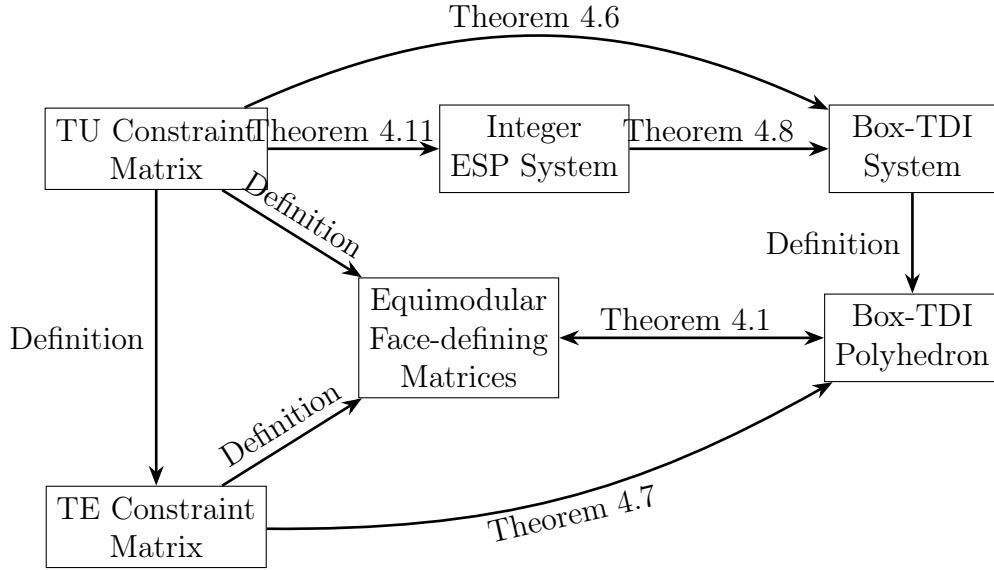 Theorem 4.6
TU Constraint
Matrix
Theorem 4.11
Integer
ESP System
Theorem 4.8
Box-TDI
System
Definition
Definition
Definition
Equimodular
Face-defining
Matrices
Theorem 4.1
Box-TDI
Polyhedron
Definition
TE Constraint
Matrix
Theorem 4.7